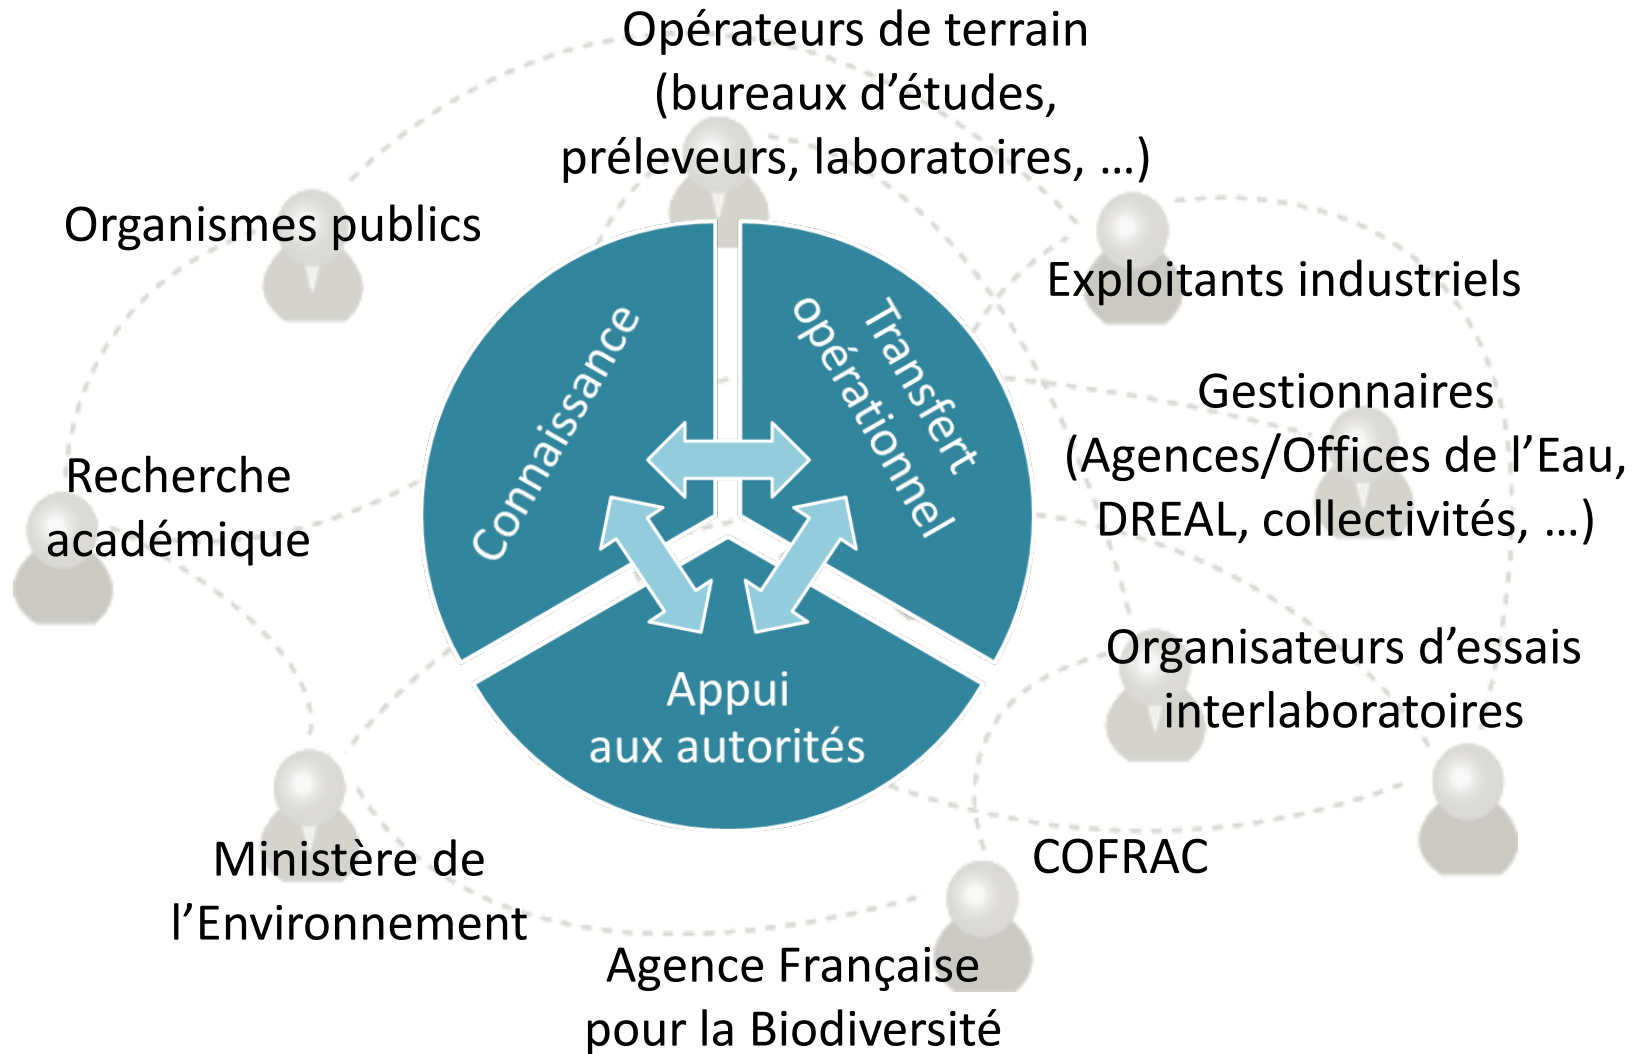 Opérateurs de terrain
(bureaux d’études,
préleveurs, laboratoires, …)
Organismes publics
Exploitants industriels
Connaissance
Transfert
opérationnel
Gestionnaires
(Agences/Offices de l’Eau,
DREAL, collectivités, …)
Recherche
académique
Organisateurs d’essais
interlaboratoires
Appui
aux autorités
Ministère de
l’Environnement
COFRAC
Agence Française
pour la Biodiversité